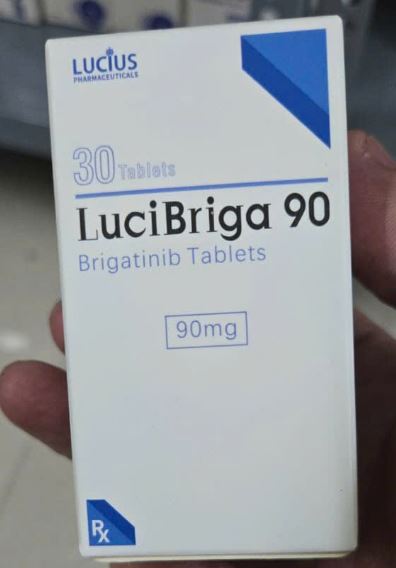 LUCIUS
PHARMACEUTICALS
30 Tablets
LuciBriga 90
Brigatinib Tablets
90mg
Rx